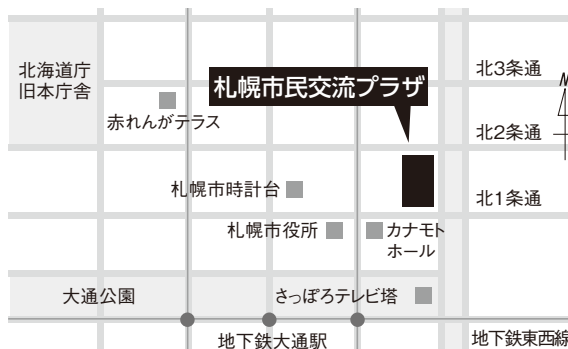 北海道庁
旧本庁舎
赤れんがテラス
札幌市民交流プラザ
北3条通
N
北2条通
札幌市時計台
北1条通
札幌市役所
カナモト
ホール
大通公園
さっぽろテレビ塔
地下鉄大通駅
地下鉄東西線